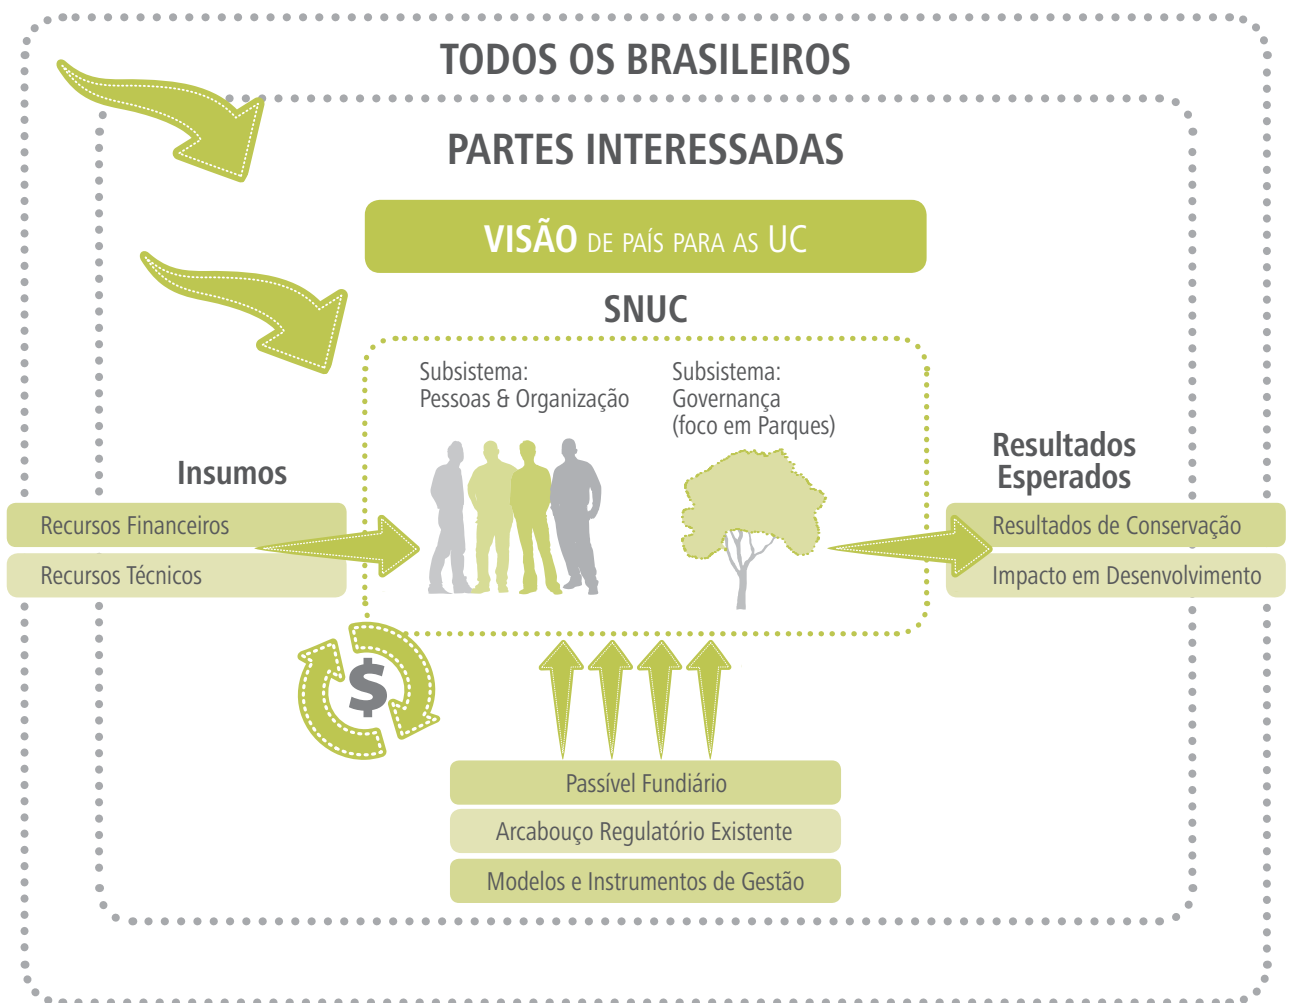 TODOS OS BRASILEIROS
PARTES INTERESSADAS
VISÃO DE PAÍS PARA AS UC
SNUC
Subsistema:
Pessoas & Organização
Subsistema:
Governança
(foco em Parques)
Insumos
Recursos Financeiros
Recursos Técnicos
Resultados
Esperados
Resultados de Conservação
Impacto em Desenvolvimento
$
Passível Fundiário
Arcabouço Regulatório Existente
Modelos e Instrumentos de Gestão